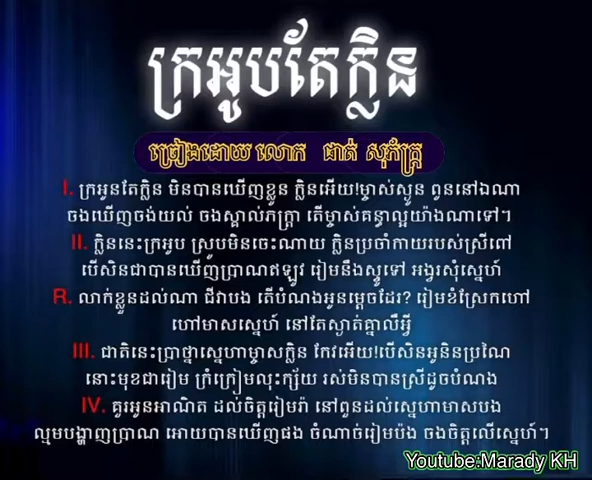 ក្រអូបតែក្លិន
ច្រៀងដោយ លោក ផាត់ សុភ័ក្ត្រ
I. ក្រអូនតែក្លិន មិនបានឃើញខ្លួន ក្លិនអើយ!ម្ចាស់ស្ងួន ពូននៅឯណា
ចងឃើញចង់យល់ ចងស្គាល់ភក្ត្រា តើម្ចាស់គន្ធាល្អយ៉ាងណាទៅ។
II. ក្លិននេះក្រអូប ស្រូបមិនចេះណាយ ក្លិនប្រចាំកាយរបស់ស្រីពៅ
បើសិនជាបានឃើញប្រាណឥឡូវ រៀមនឹងស្ទូទៅ អង្វរសុំស្នេហ៍
R. លាក់ខ្លួនដល់ណា ជីវាបង តើបំណងអូនម្ដេចដែរ? រៀមខំស្រែកហៅ
ហៅមាសស្នេហ៍ នៅតែស្ងាត់គ្នាលឺអ្វី
III. ជាតិនេះប្រាថ្នាស្នេហាម្ចាសក្លិន កែវអើយ!បើសិនអូនិនប្រណៃ
នោះមុខជារៀម ក្រំក្រៀមលុះក្ស័យ រស់មិនបានស្រីដូចបំណង
IV. គួរអូនអាណិត ដល់ចិត្តរៀមរ៉ា នៅពួនដល់ស្នេហាមាសបង
ល្មមបង្ហាញប្រាណ អោយបានឃើញផង ចំណាច់រៀមប៉ង ចងចិត្តលើស្នេហ៍។
Youtube:Marady KH